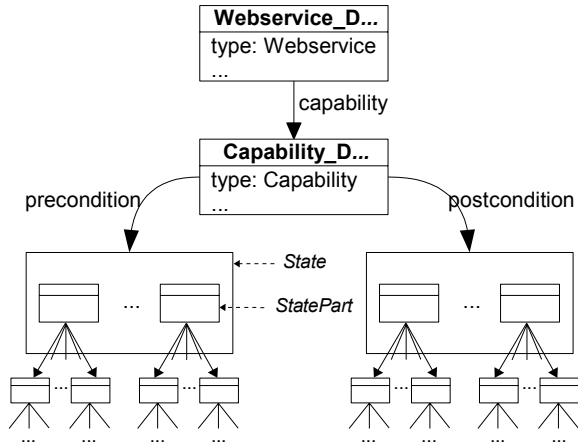 Webservice_D...
type: Webservice
...
capability
Capability_D...
type: Capability
...
precondition
postcondition
State
... StatePart ...
... ... ... ...
... ... ... ... ... ... ... ...